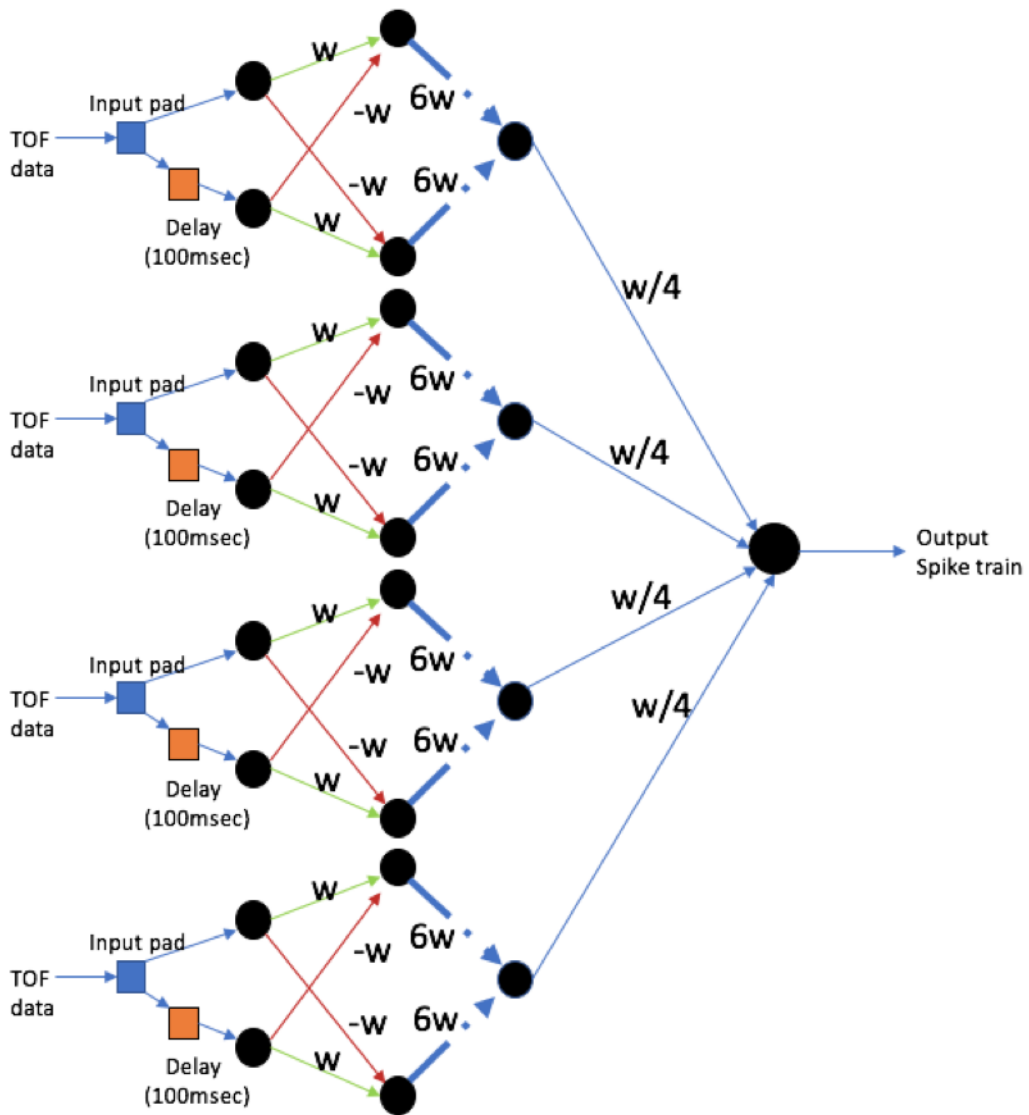 w
Input pad
-w
6w
TOF
data
-w
6w
w
Delay
(100msec)
w/4
w
Input pad
6w
-w
TOF
data
w/4
-w
6w
w
Delay
(100msec)
Output
Spike train
w
w/4
Input pad
-w
6w
TOF
data
w/4
-w
6w
w
Delay
(100msec)
w
Input pad
-w
6w
TOF
data
-w
6w
w
Delay
(100msec)